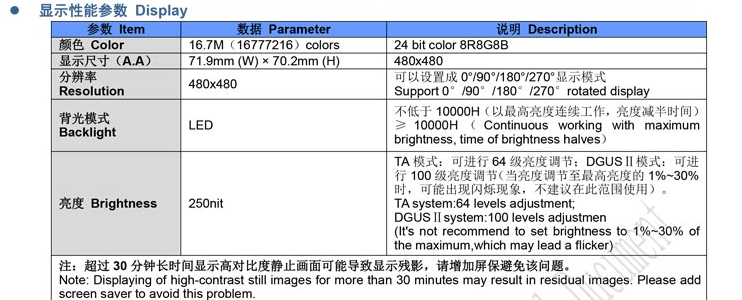 ● 显示性能参数 Display
参数 Item 数据 Parameter 说明 Description
颜色 Color 16.7M（16777216）colors 24 bit color 8R8G8B
显示尺寸（A.A） 71.9mm (W) × 70.2mm (H) 480x480
分辨率
Resolution
480x480
可以设置成 0°/90°/180°/270°显示模式
Support 0°/90°/180°/270° rotated display
背光模式
Backlight
LED
不低于 10000H（以最高亮度连续工作，亮度减半时间）
≥ 10000H（ Continuous working with maximum
brightness, time of brightness halves）
亮度 Brightness
250nit
TA 模式：可进行 64 级亮度调节；DGUSⅡ模式：可进
行 100 级亮度调节（当亮度调节至最高亮度的 1%~30%
时，可能出现闪烁现象，不建议在此范围使用）。
TA system:64 levels adjustment;
DGUSⅡsystem:100 levels adjustmen
(It's not recommend to set brightness to 1%~30% of
the maximum,which may lead a flicker)
注：超过 30 分钟长时间显示高对比度静止画面可能导致显示残影，请增加屏保避免该问题。
Note: Displaying of high-contrast still images for more than 30 minutes may result in residual images. Please add
screen saver to avoid this problem.